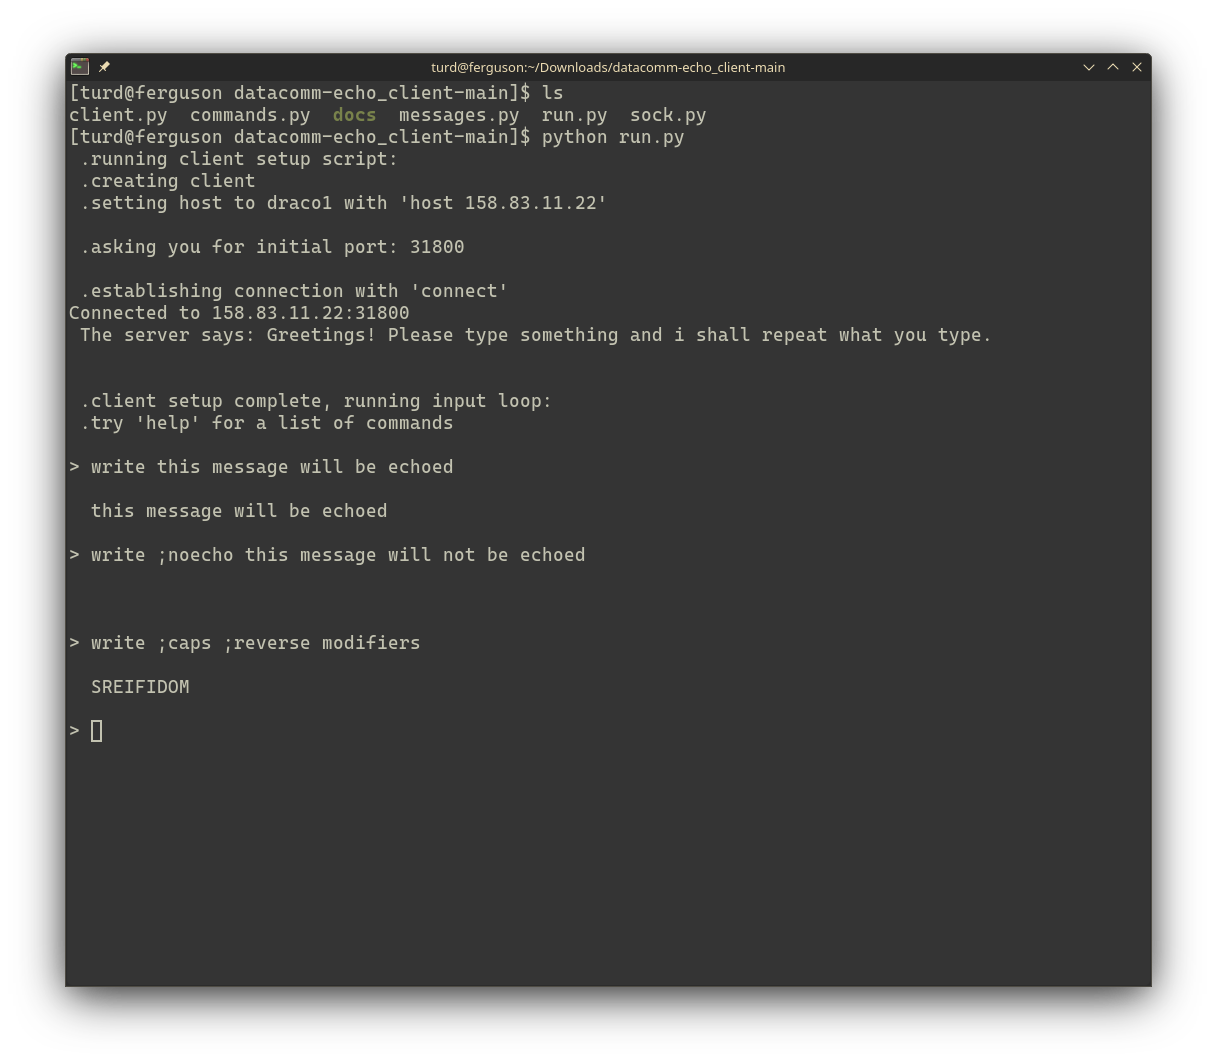 turd@ferguson:~/Downloads/datacomm-echo_client-main
[turd@ferguson datacomm-echo_client-main]$ ls
client.py  commands.py  docs  messages.py  run.py  sock.py
[turd@ferguson datacomm-echo_client-main]$ python run.py
 .running client setup script:
 .creating client
 .setting host to draco1 with 'host 158.83.11.22'
 .asking you for initial port: 31800
 .establishing connection with 'connect'
Connected to 158.83.11.22:31800
 The server says: Greetings! Please type something and i shall repeat what you type.
 .client setup complete, running input loop:
 .try 'help' for a list of commands
> write this message will be echoed
  this message will be echoed
> write ;noecho this message will not be echoed
> write ;caps ;reverse modifiers
  SREIFIDOM
>